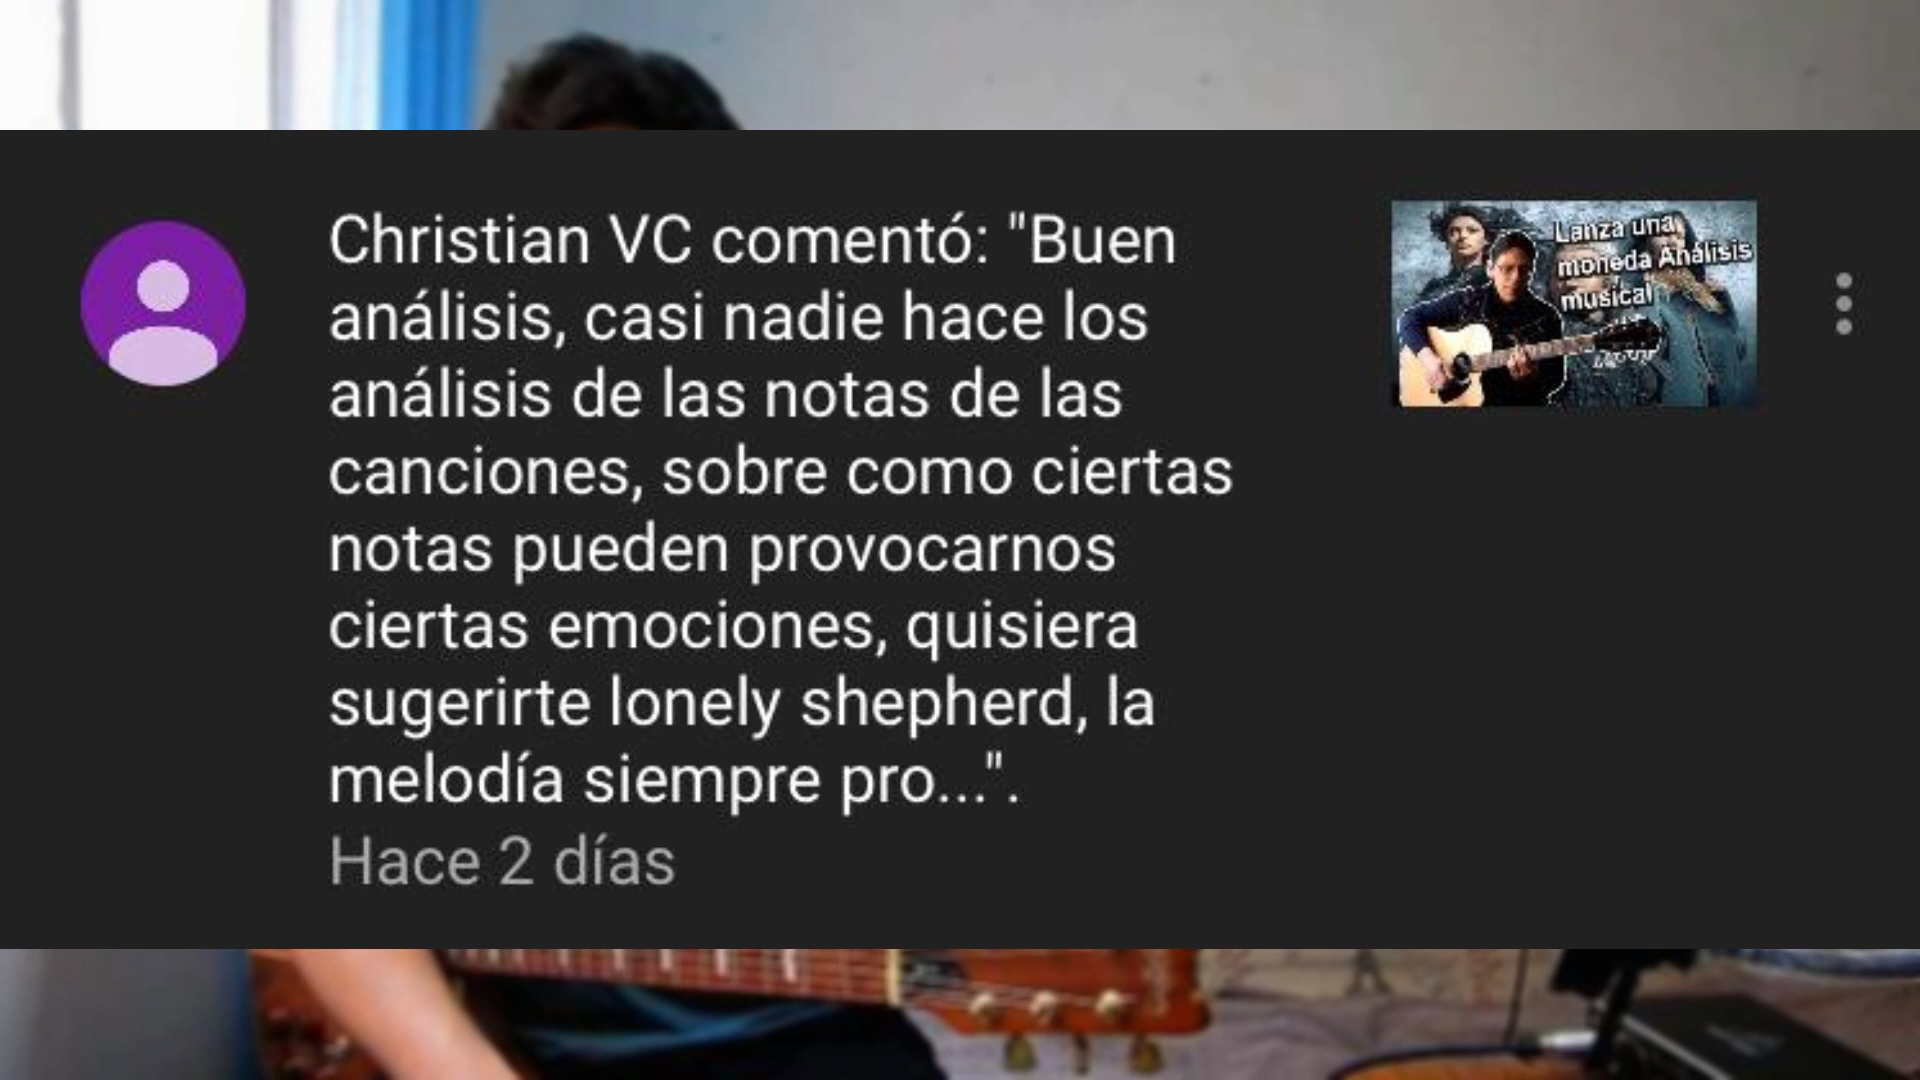 Christian VC comentó: "Buen
análisis, casi nadie hace los
análisis de las notas de las
canciones, sobre como ciertas
notas pueden provocarnos
ciertas emociones, quisiera
sugerirte lonely shepherd, la
melodía siempre pro...".
Hace 2 días
Lanza una
moneda Análisis
musical